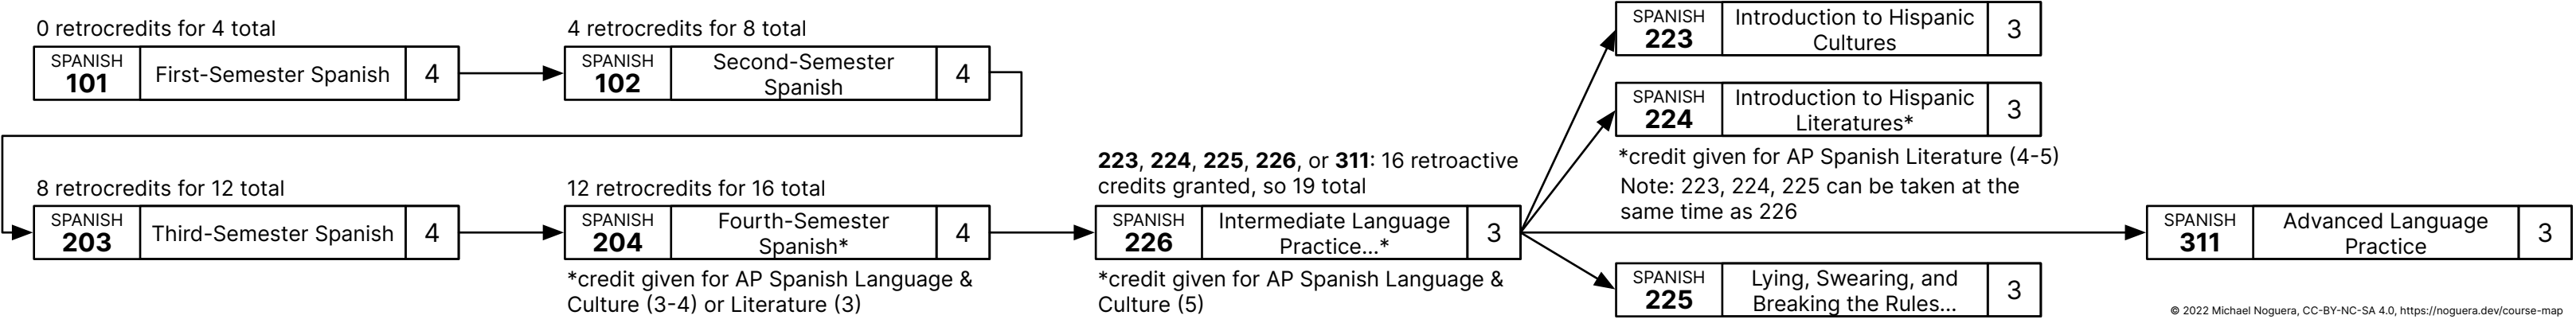 0 retrocredits for 4 total
SPANISH
101
First-Semester Spanish
4
4 retrocredits for 8 total
SPANISH
102
Second-Semester
Spanish
4
8 retrocredits for 12 total
SPANISH
203
Third-Semester Spanish
4
12 retrocredits for 16 total
SPANISH
204
Fourth-Semester
Spanish*
4
*credit given for AP Spanish Language &
Culture (3-4) or Literature (3)
223, 224, 225, 226, or 311: 16 retroactive
credits granted, so 19 total
SPANISH
226
Intermediate Language
Practice...*
3
*credit given for AP Spanish Language &
Culture (5)
SPANISH
223
Introduction to Hispanic
Cultures
3
SPANISH
224
Introduction to Hispanic
Literatures*
3
*credit given for AP Spanish Literature (4-5)
Note: 223, 224, 225 can be taken at the
same time as 226
SPANISH
225
Lying, Swearing, and
Breaking the Rules...
3
SPANISH
311
Advanced Language
Practice
3
© 2022 Michael Noguera, CC-BY-NC-SA 4.0, https://noguera.dev/course-map